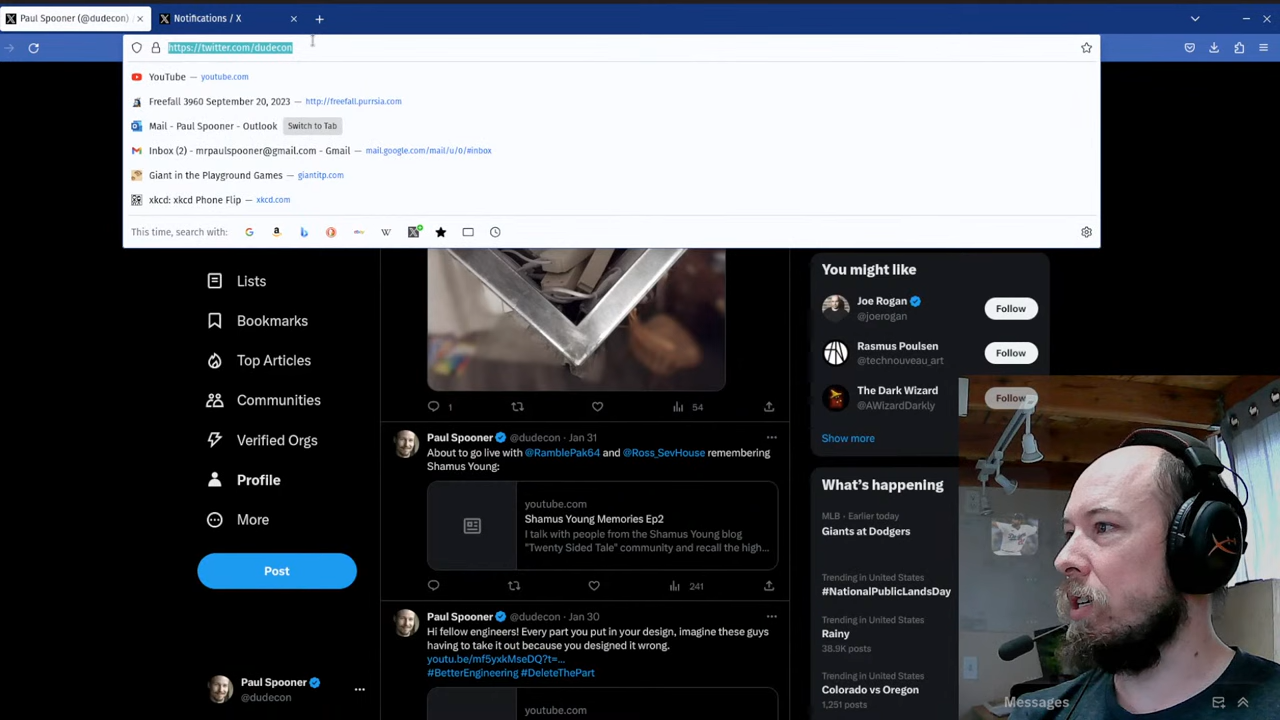 Paul Spooner (@dudecon) /
Notifications / X
https://twitter.com/dudecon
YouTube — youtube.com
Freefall 3960 September 20, 2023 — http://freefall.purrsia.com
Mail - Paul Spooner - Outlook Switch to Tab
Inbox (2) - mrpaulspooner@gmail.com - Gmail — mail.google.com/mail/u/0/#inbox
Giant in the Playground Games — giantitp.com
xkcd: xkcd Phone Flip — xkcd.com
This time, search with:
Lists
Bookmarks
Top Articles
Communities
Verified Orgs
Profile
More
Post
Paul Spooner
@dudecon
1
54
Paul Spooner @dudecon · Jan 31
About to go live with @RamblePak64 and @Ross_SevHouse remembering
Shamus Young:
youtube.com
Shamus Young Memories Ep2
I talk with people from the Shamus Young blog
"Twenty Sided Tale" community and recall the high...
241
Paul Spooner @dudecon · Jan 30
Hi fellow engineers! Every part you put in your design, imagine these guys
having to take it out because you designed it wrong.
youtu.be/mf5yxkMseDQ?t=...
#BetterEngineering #DeleteThePart
youtube.com
You might like
Joe Rogan
@joerogan
Follow
Rasmus Poulsen
@technouveau_art
Follow
The Dark Wizard
@AWizardDarkly
Follow
Show more
What's happening
MLB · Earlier today
Giants at Dodgers
Trending in United States
#NationalPublicLandsDay
Trending in United States
Rainy
38.9K posts
Trending in United States
Colorado vs Oregon
1,251 posts
Messages